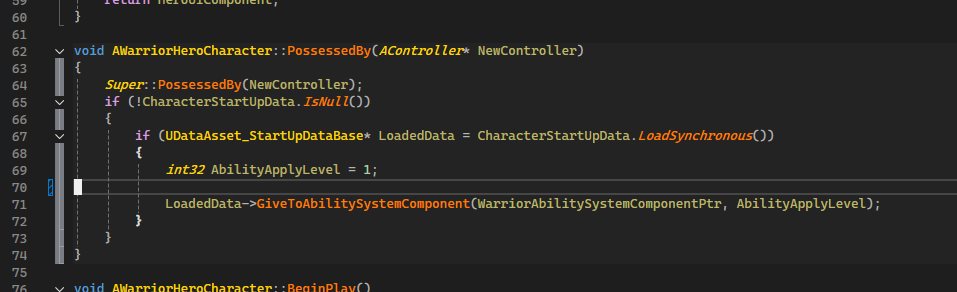 59 return HeroUIComponent;
60 }
61
62 void AWarriorHeroCharacter::PossessedBy(AController* NewController)
63 {
64 Super::PossessedBy(NewController);
65 if (!CharacterStartUpData.IsNull())
66 {
67 if (UDataAsset_StartUpDataBase* LoadedData = CharacterStartUpData.LoadSynchronous())
68 {
69 int32 AbilityApplyLevel = 1;
70
71 LoadedData->GiveToAbilitySystemComponent(WarriorAbilitySystemComponentPtr, AbilityApplyLevel);
72 }
73 }
74 }
75
76 void AWarriorHeroCharacter::BeginPlay()